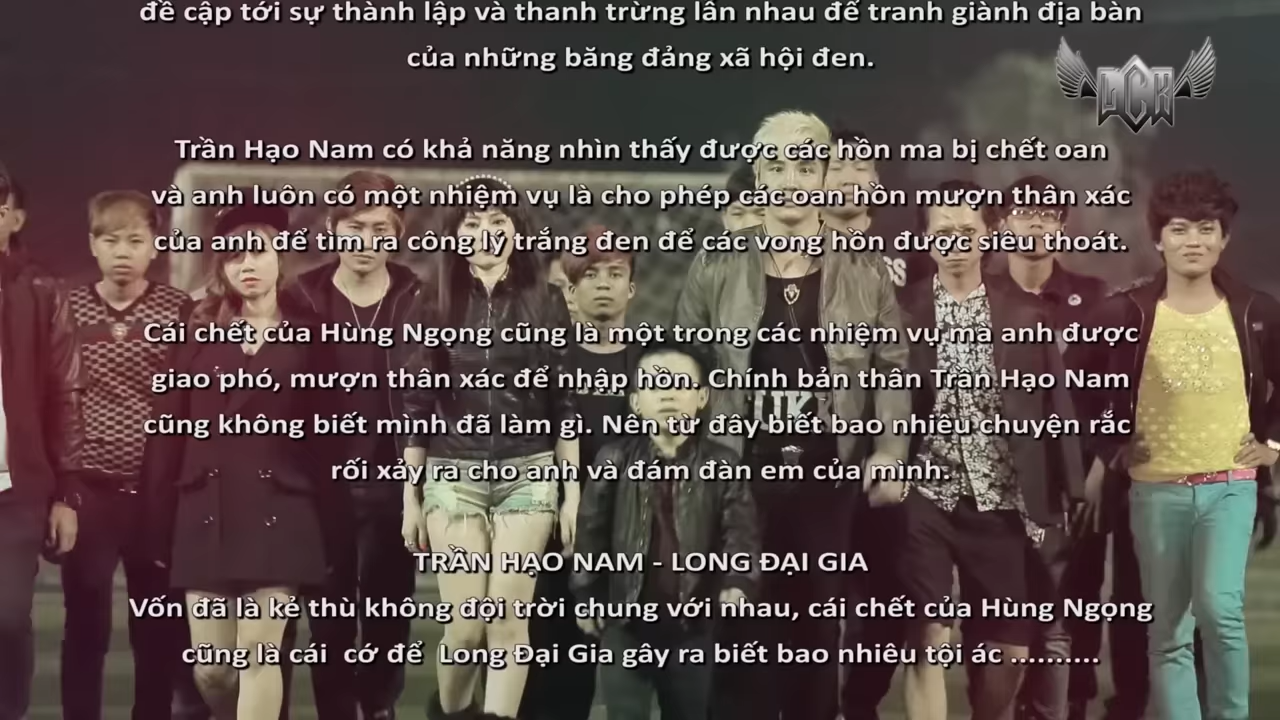 đề cập tới sự thành lập và thanh trừng lẫn nhau để tranh giành địa bàn
của những băng đảng xã hội đen.
LCK
Trần Hạo Nam có khả năng nhìn thấy được các hồn ma bị chết oan
và anh luôn có một nhiệm vụ là cho phép các oan hồn mượn thân xác
của anh để tìm ra công lý trắng đen để các vong hồn được siêu thoát.
Cái chết của Hùng Ngọng cũng là một trong các nhiệm vụ mà anh được
giao phó, mượn thân xác để nhập hồn. Chính bản thân Trần Hạo Nam
cũng không biết mình đã làm gì. Nên từ đây biết bao nhiêu chuyện rắc
rối xảy ra cho anh và đám đàn em của mình.
TRẦN HẠO NAM - LONG ĐẠI GIA
Vốn đã là kẻ thù không đội trời chung với nhau, cái chết của Hùng Ngọng
cũng là cái cớ để Long Đại Gia gây ra biết bao nhiêu tội ác ..........